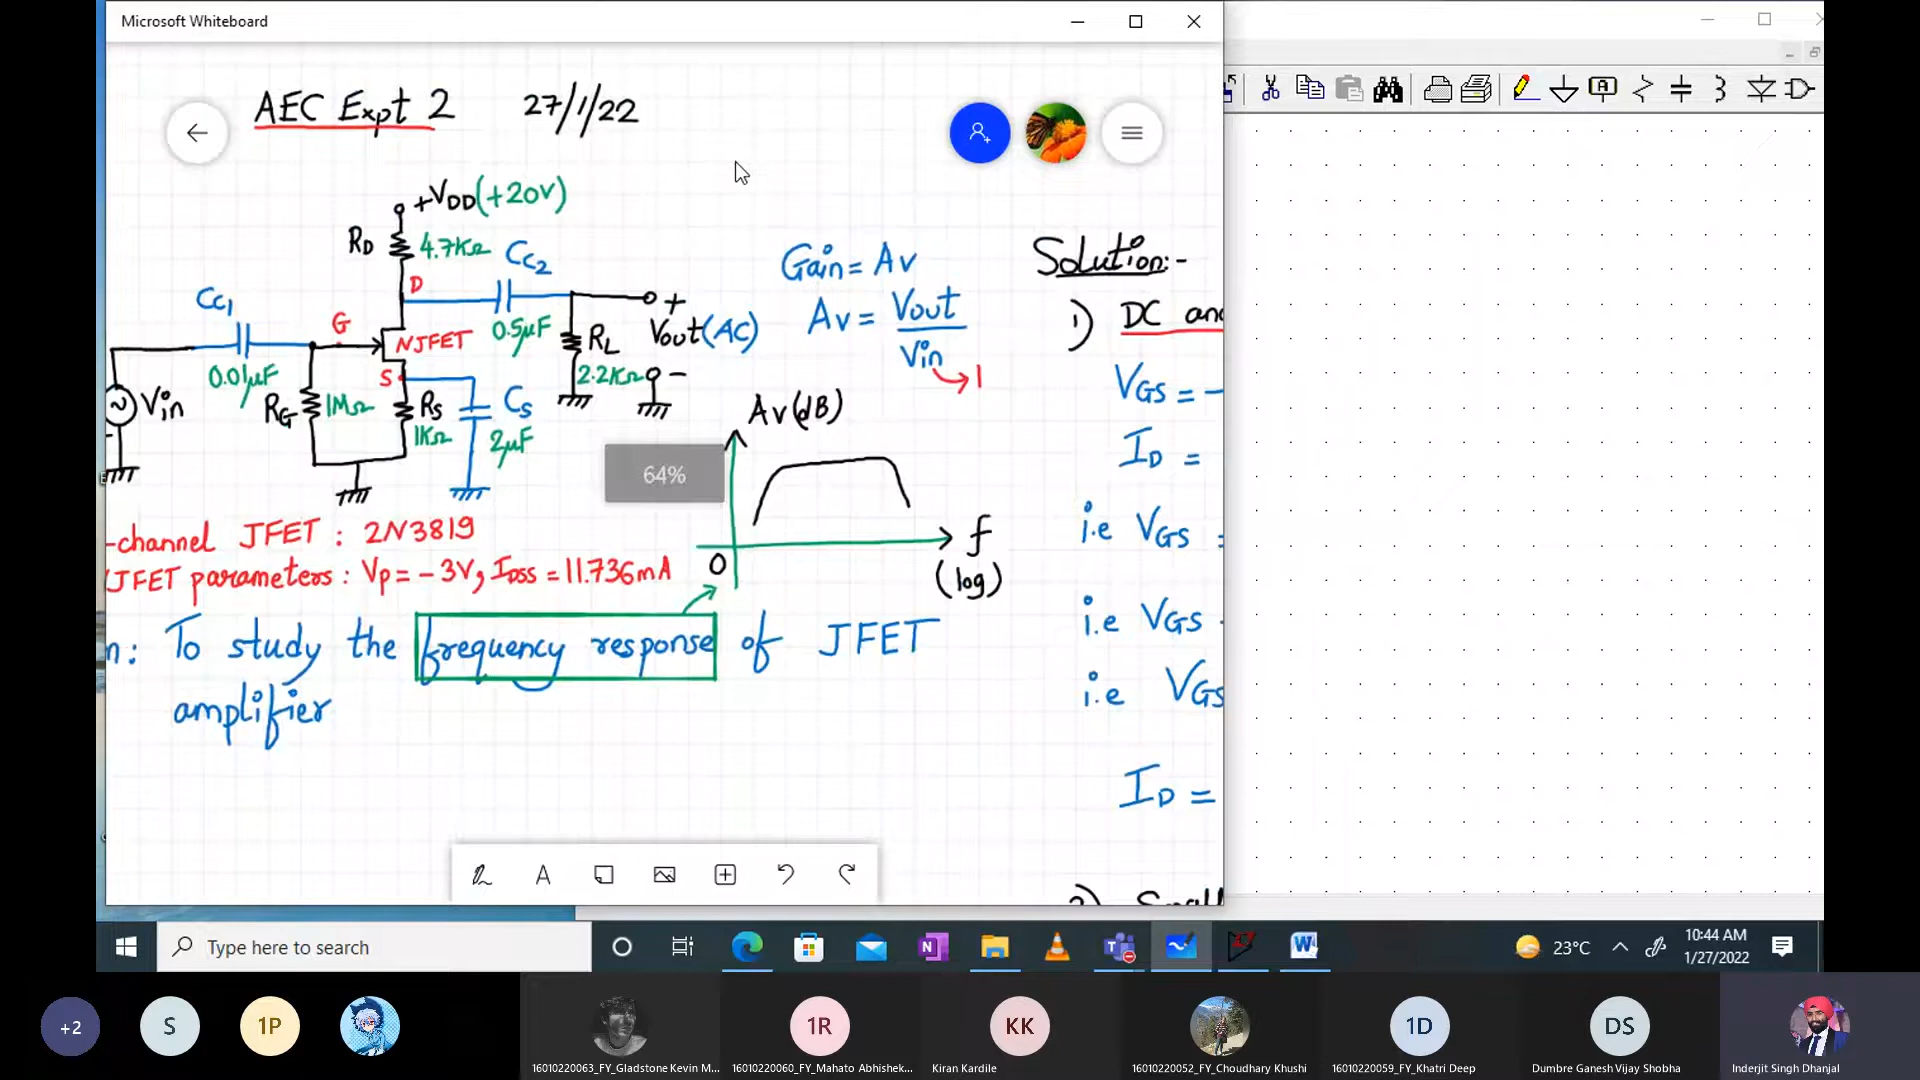 Microsoft Whiteboard
AEC Expt 2 27/1/22
+VDD (+20V)
RD 4.7KΩ
CC2
D
CC1
G
NJFET
0.5μF
RL
+
Vout(AC)
0.01μF
S
2.2KΩ
-
Vin
RG 1MΩ
RS
1KΩ
CS
2μF
Gain = Av
Av = Vout
Vin
→1
Av(dB)
64%
0
f
(log)
-channel JFET : 2N3819
JFET parameters : Vp = -3V, IDSS = 11.736mA
n: To study the frequency response of JFET
amplifier
Solution:-
1) DC an
VGS = -
ID =
i.e VGS =
i.e VGS -
i.e VGS
ID =
2) Small
A
Type here to search
23°C
10:44 AM
1/27/2022
+2
S
1P
1R
KK
1D
DS
16010220063_FY_Gladstone Kevin M...
16010220060_FY_Mahato Abhishek...
Kiran Kardile
16010220052_FY_Choudhary Khushi
16010220059_FY_Khatri Deep
Dumbre Ganesh Vijay Shobha
Inderjit Singh Dhanjal